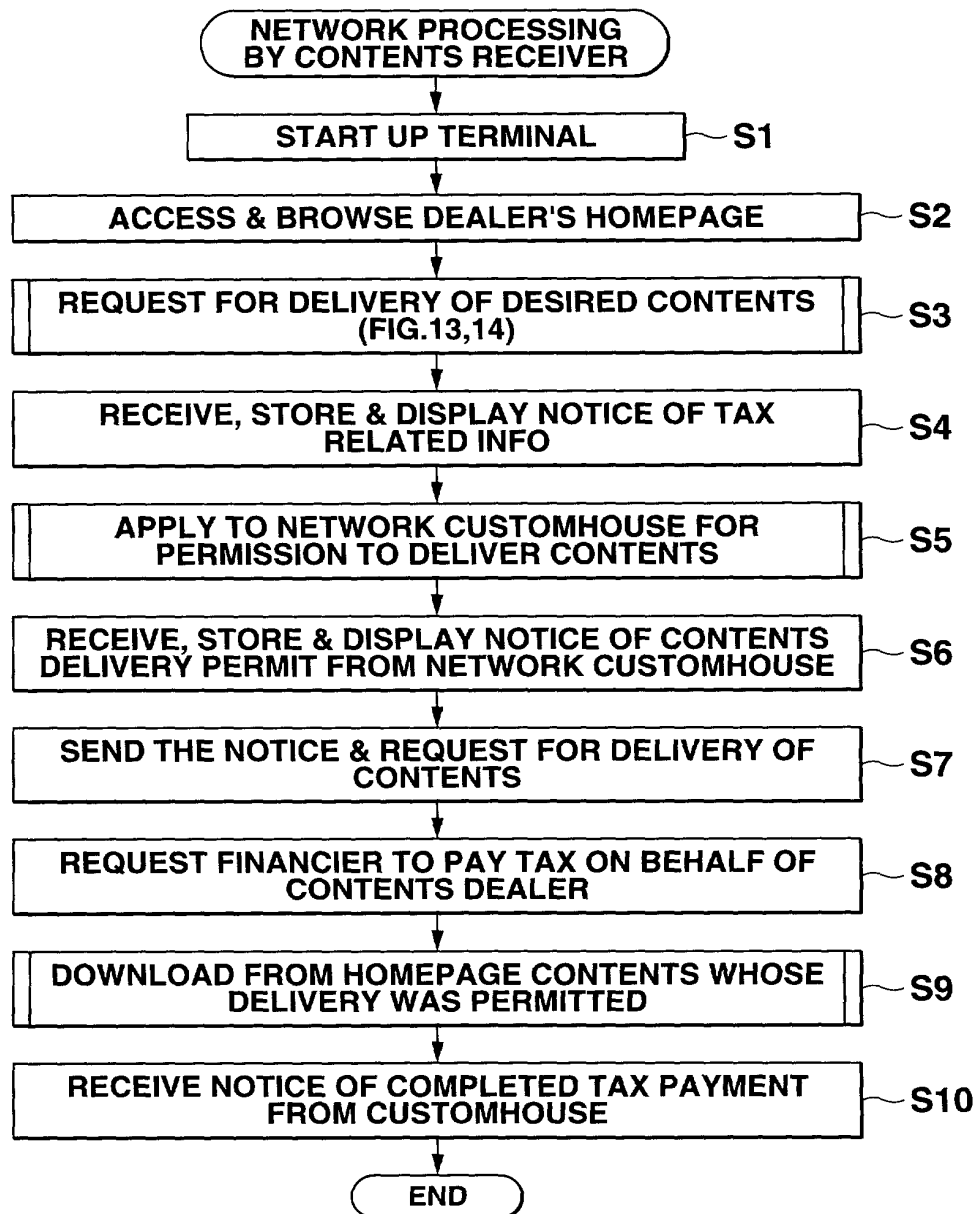 NETWORK PROCESSING
BY CONTENTS RECEIVER
START UP TERMINAL
S1
ACCESS & BROWSE DEALER'S HOMEPAGE
S2
REQUEST FOR DELIVERY OF DESIRED CONTENTS
(FIG.13,14)
S3
RECEIVE, STORE & DISPLAY NOTICE OF TAX
RELATED INFO
S4
APPLY TO NETWORK CUSTOMHOUSE FOR
PERMISSION TO DELIVER CONTENTS
S5
RECEIVE, STORE & DISPLAY NOTICE OF CONTENTS
DELIVERY PERMIT FROM NETWORK CUSTOMHOUSE
S6
SEND THE NOTICE & REQUEST FOR DELIVERY OF
CONTENTS
S7
REQUEST FINANCIER TO PAY TAX ON BEHALF OF
CONTENTS DEALER
S8
DOWNLOAD FROM HOMEPAGE CONTENTS WHOSE
DELIVERY WAS PERMITTED
S9
RECEIVE NOTICE OF COMPLETED TAX PAYMENT
FROM CUSTOMHOUSE
S10
END